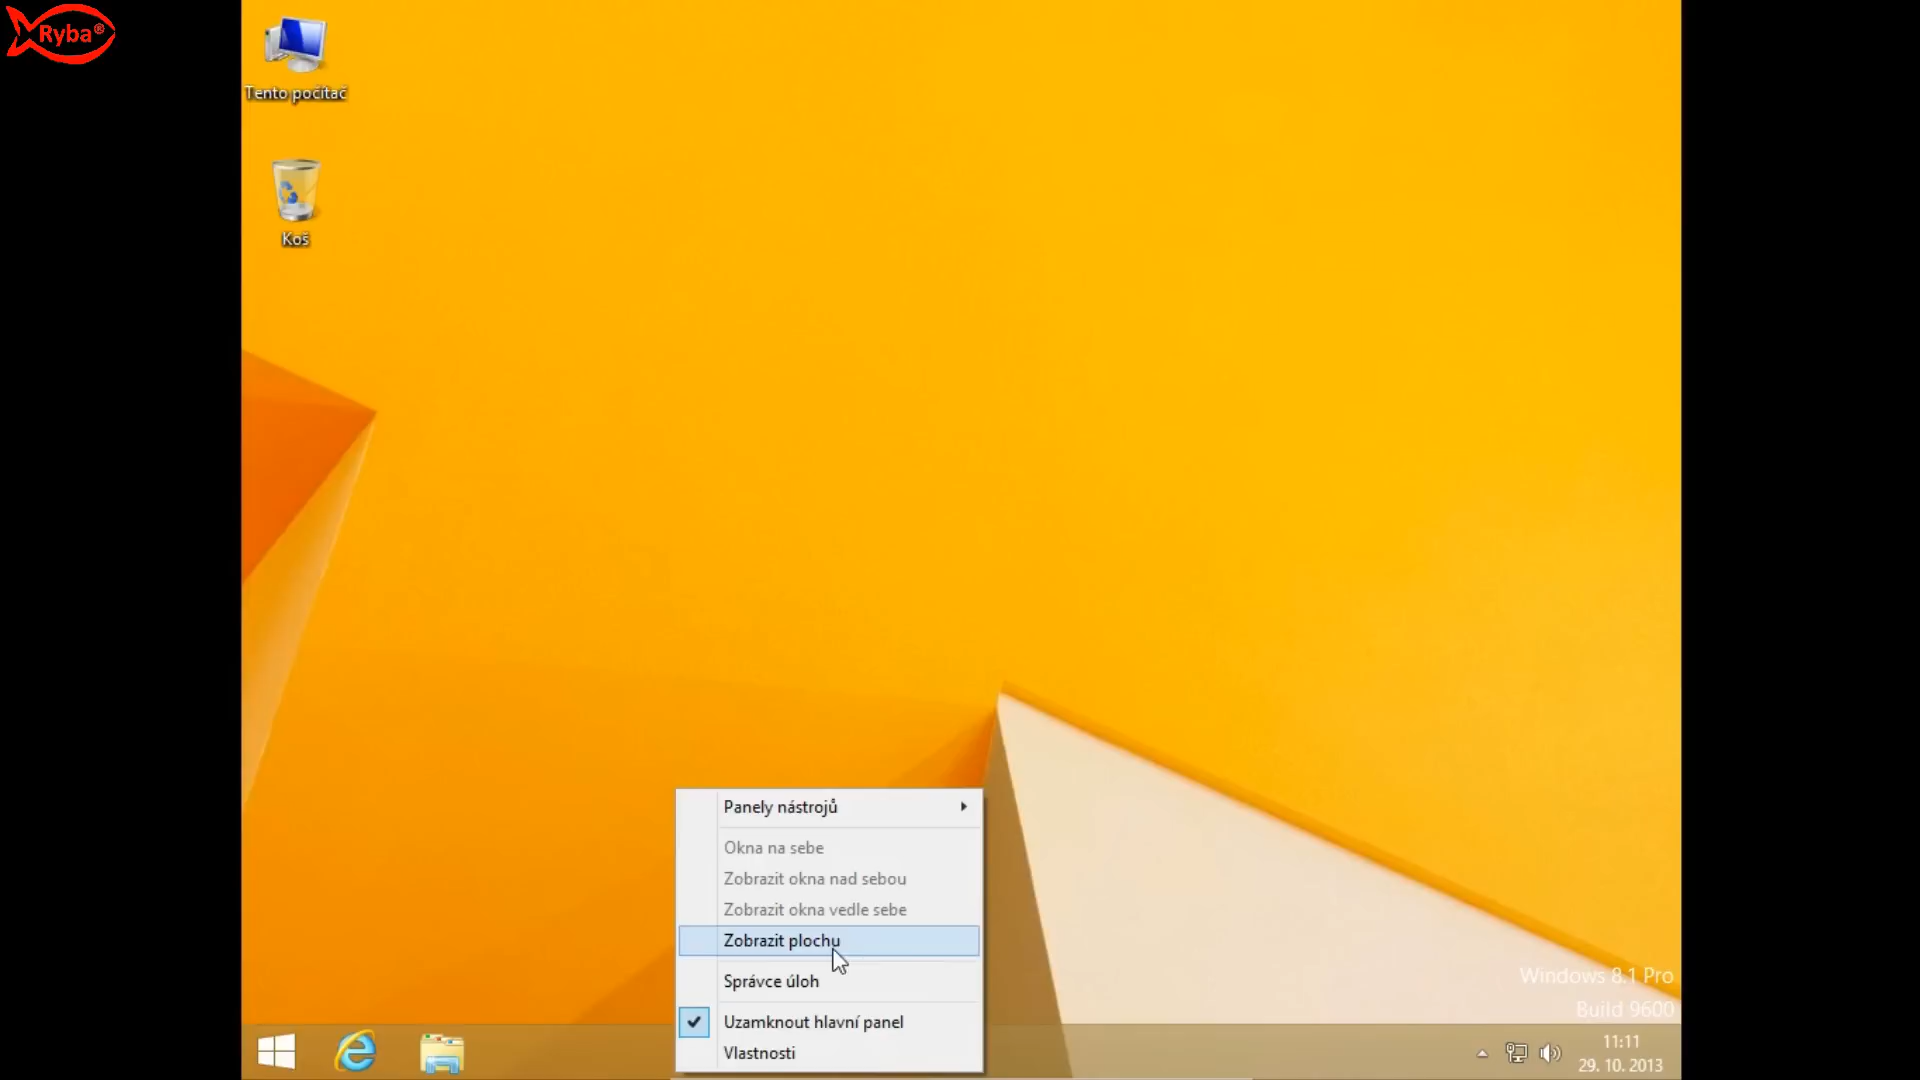 Ryba®
Tento počítač
Koš
Panely nástrojů
Okna na sebe
Zobrazit okna nad sebou
Zobrazit okna vedle sebe
Zobrazit plochu
Správce úloh
Uzamknout hlavní panel
Vlastnosti
Windows 8.1 Pro
Build 9600
11:11
29. 10. 2013